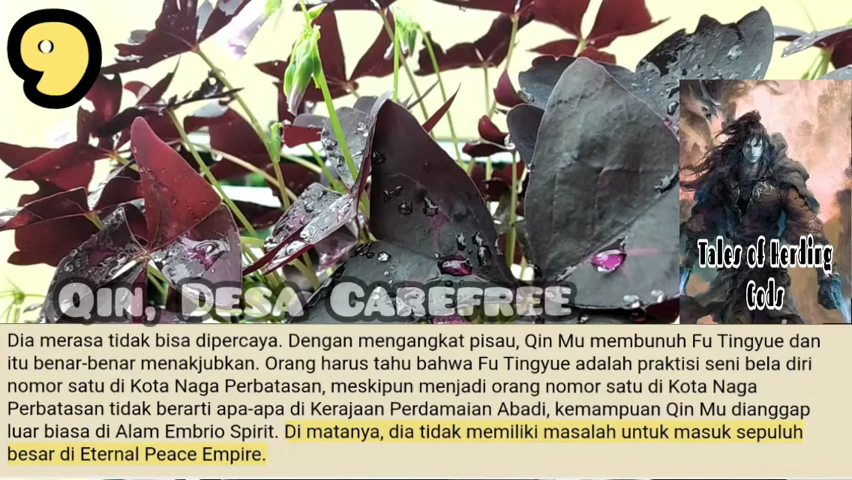 9
Tales of Herding
Gods
Qin, Desa Carefree
Dia merasa tidak bisa dipercaya. Dengan mengangkat pisau, Qin Mu membunuh Fu Tingyue dan
itu benar-benar menakjubkan. Orang harus tahu bahwa Fu Tingyue adalah praktisi seni bela diri
nomor satu di Kota Naga Perbatasan, meskipun menjadi orang nomor satu di Kota Naga
Perbatasan tidak berarti apa-apa di Kerajaan Perdamaian Abadi, kemampuan Qin Mu dianggap
luar biasa di Alam Embrio Spirit. Di matanya, dia tidak memiliki masalah untuk masuk sepuluh
besar di Eternal Peace Empire.